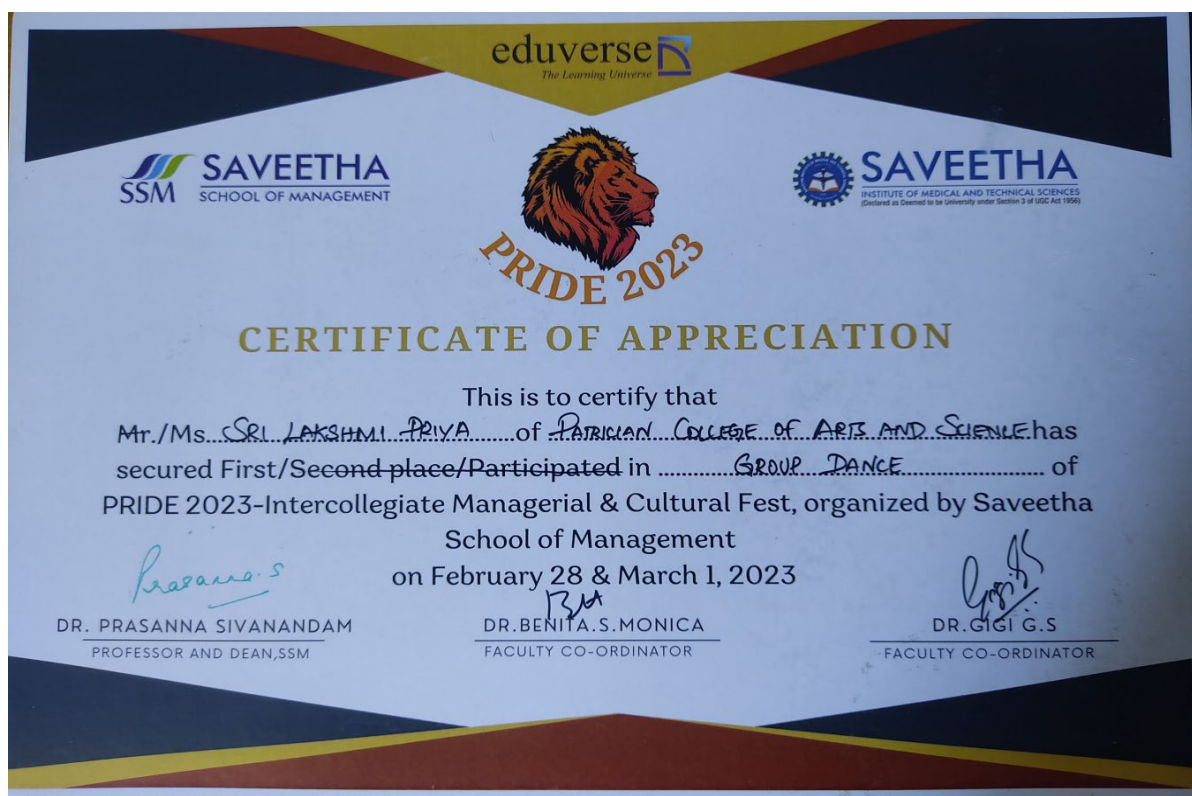 eduverse
The Learning Universe
SSM
SAVEETHA
SCHOOL OF MANAGEMENT
SAVEETHA
INSTITUTE OF MEDICAL AND TECHNICAL SCIENCES
(Declared as Deemed to be University under Section 3 of UGC Act 1956)
PRIDE 2023
CERTIFICATE OF APPRECIATION
This is to certify that
Mr./Ms. SRI LAKSHMI PRIYA of PATRICIAN COLLEGE OF ARTS AND SCIENCE has
secured First/Second place/Participated in GROUP DANCE of
PRIDE 2023-Intercollegiate Managerial & Cultural Fest, organized by Saveetha
School of Management
on February 28 & March 1, 2023
Prasanna.S
DR. PRASANNA SIVANANDAM
PROFESSOR AND DEAN,SSM
DR.BENITA.S.MONICA
FACULTY CO-ORDINATOR
DR.GIGI G.S
FACULTY CO-ORDINATOR